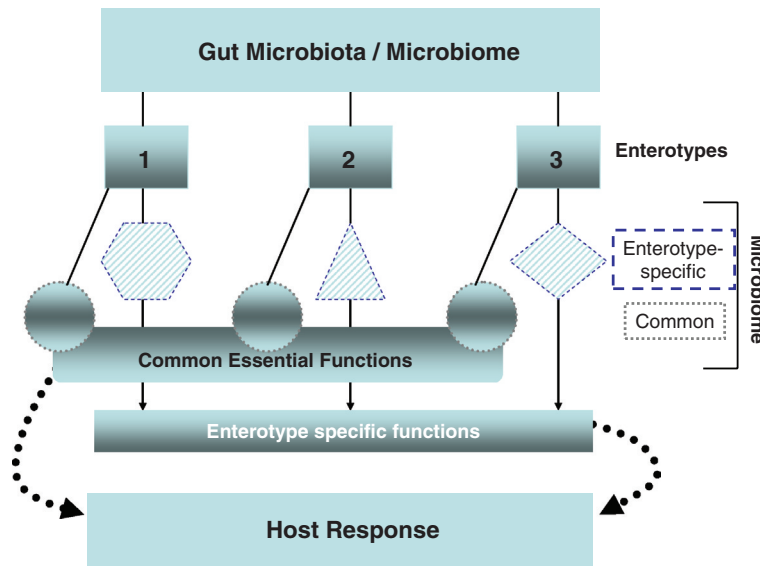 Gut Microbiota / Microbiome
1
2
3
Enterotypes
Enterotype-
specific
Common
Microbiome
Common Essential Functions
Enterotype specific functions
Host Response